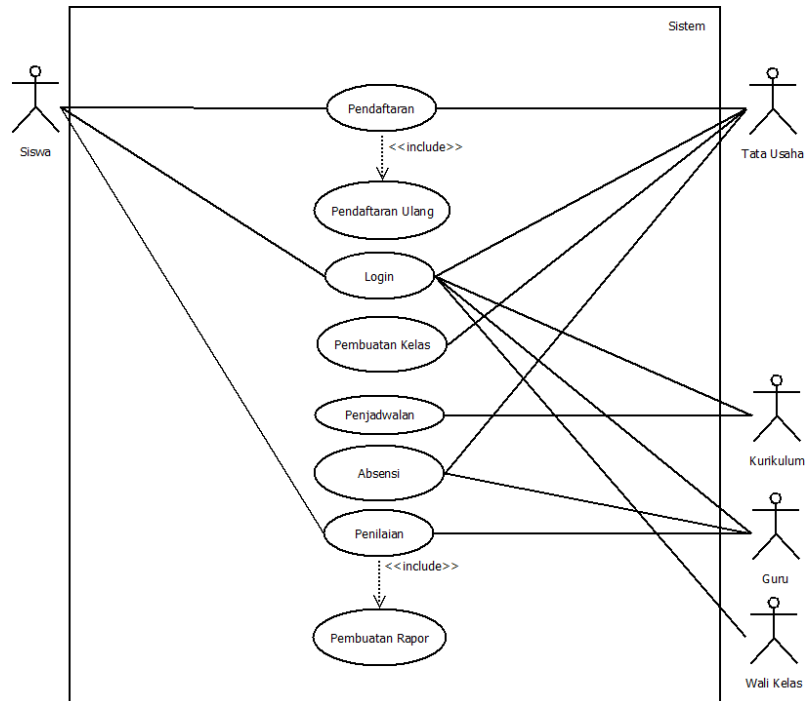 Sistem
Pendaftaran
Siswa
Tata Usaha
<<include>>
Pendaftaran Ulang
Login
Pembuatan Kelas
Penjadwalan
Kurikulum
Absensi
Penilaian
<<include>>
Guru
Pembuatan Rapor
Wali Kelas